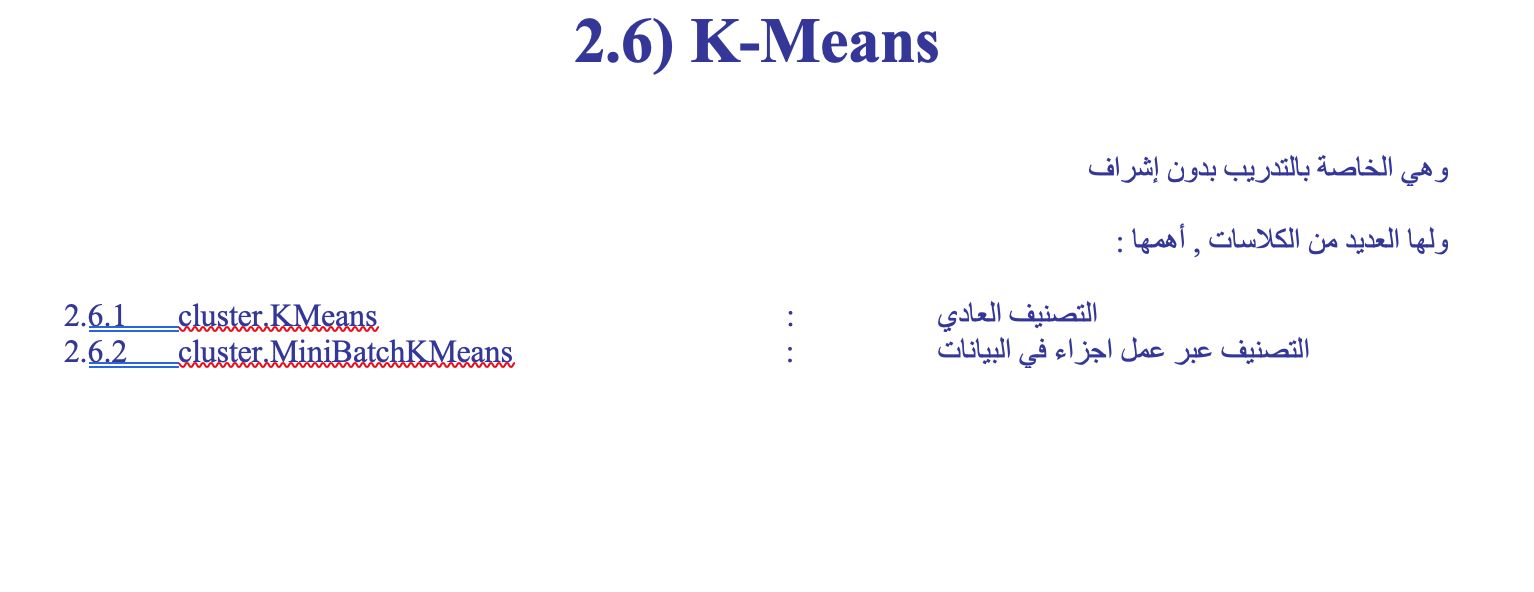 2.6) K-Means
وهي الخاصة بالتدريب بدون إشراف
ولها العديد من الكلاسات , أهمها :
2.6.1 cluster.KMeans : التصنيف العادي
2.6.2 cluster.MiniBatchKMeans : التصنيف عبر عمل اجزاء في البيانات